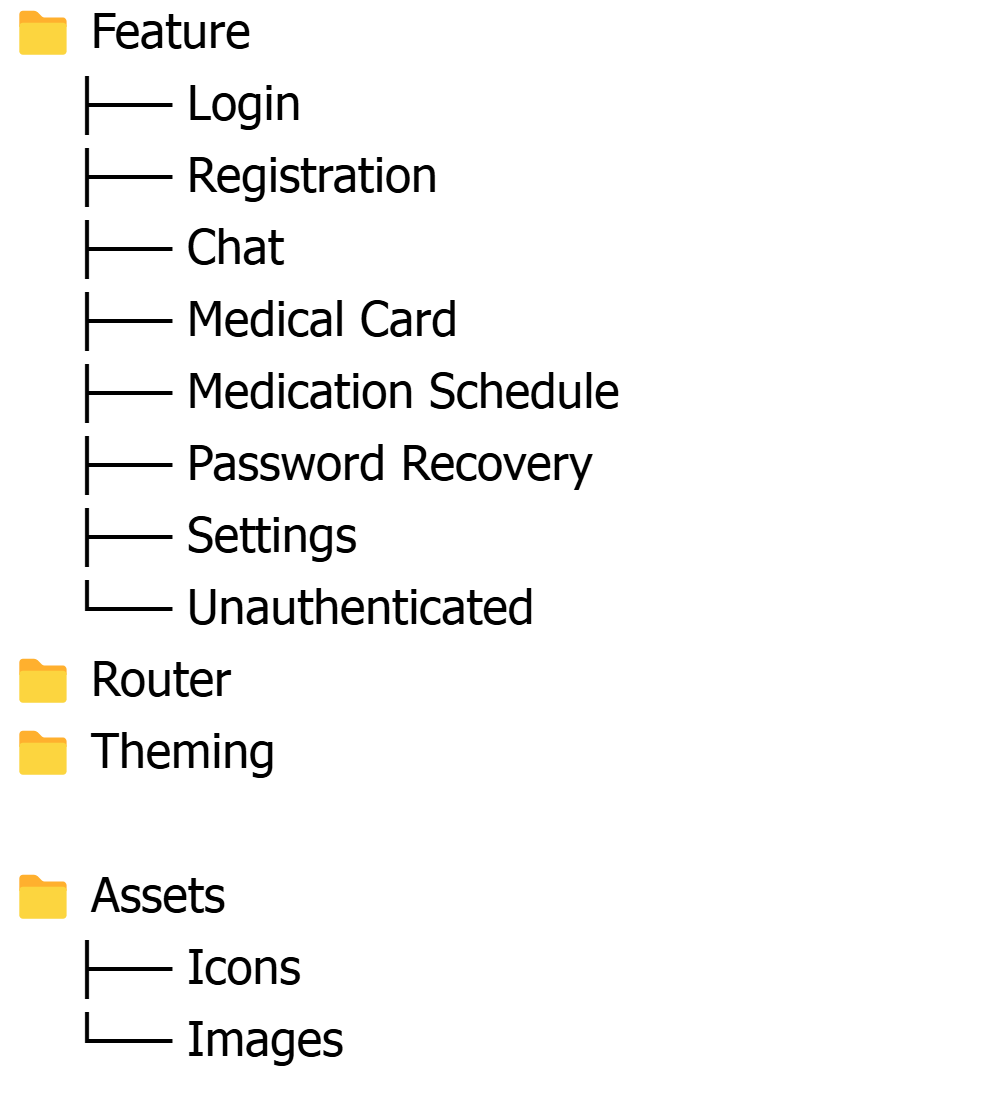 Feature
Login
Registration
Chat
Medical Card
Medication Schedule
Password Recovery
Settings
Unauthenticated
Router
Theming
Assets
Icons
Images